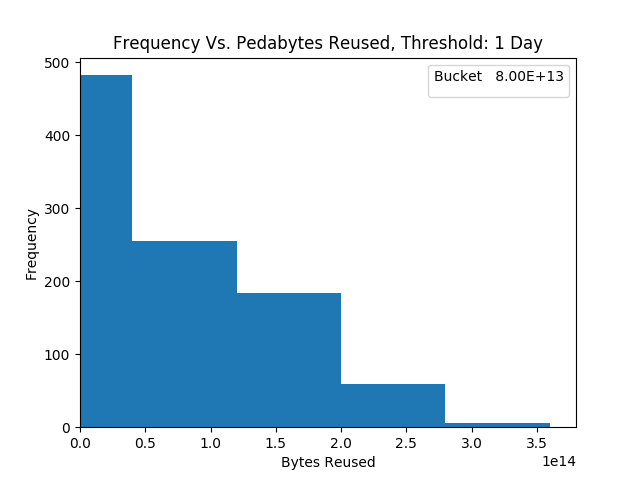 Frequency Vs. Pedabytes Reused, Threshold: 1 Day
Bucket 8.00E+13
500
400
300
200
100
0
Frequency
0.0 0.5 1.0 1.5 2.0 2.5 3.0 3.5
1e14
Bytes Reused